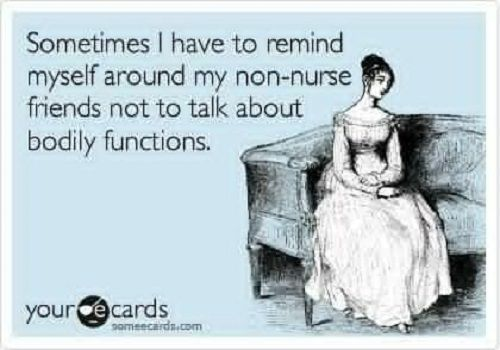 Sometimes I have to remind
myself around my non-nurse
friends not to talk about
bodily functions.
your e cards
someecards.com